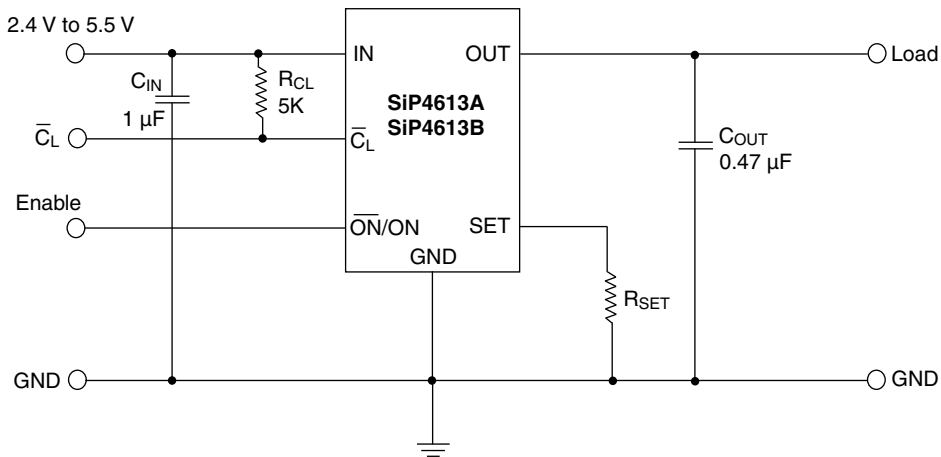 2.4 V to 5.5 V
IN
OUT
Load
C_IN
1 µF
R_CL
5K
SiP4613A
SiP4613B
C̅_L
C̅_L
C_OUT
0.47 µF
Enable
O̅N̅/ON
SET
GND
R_SET
GND
GND